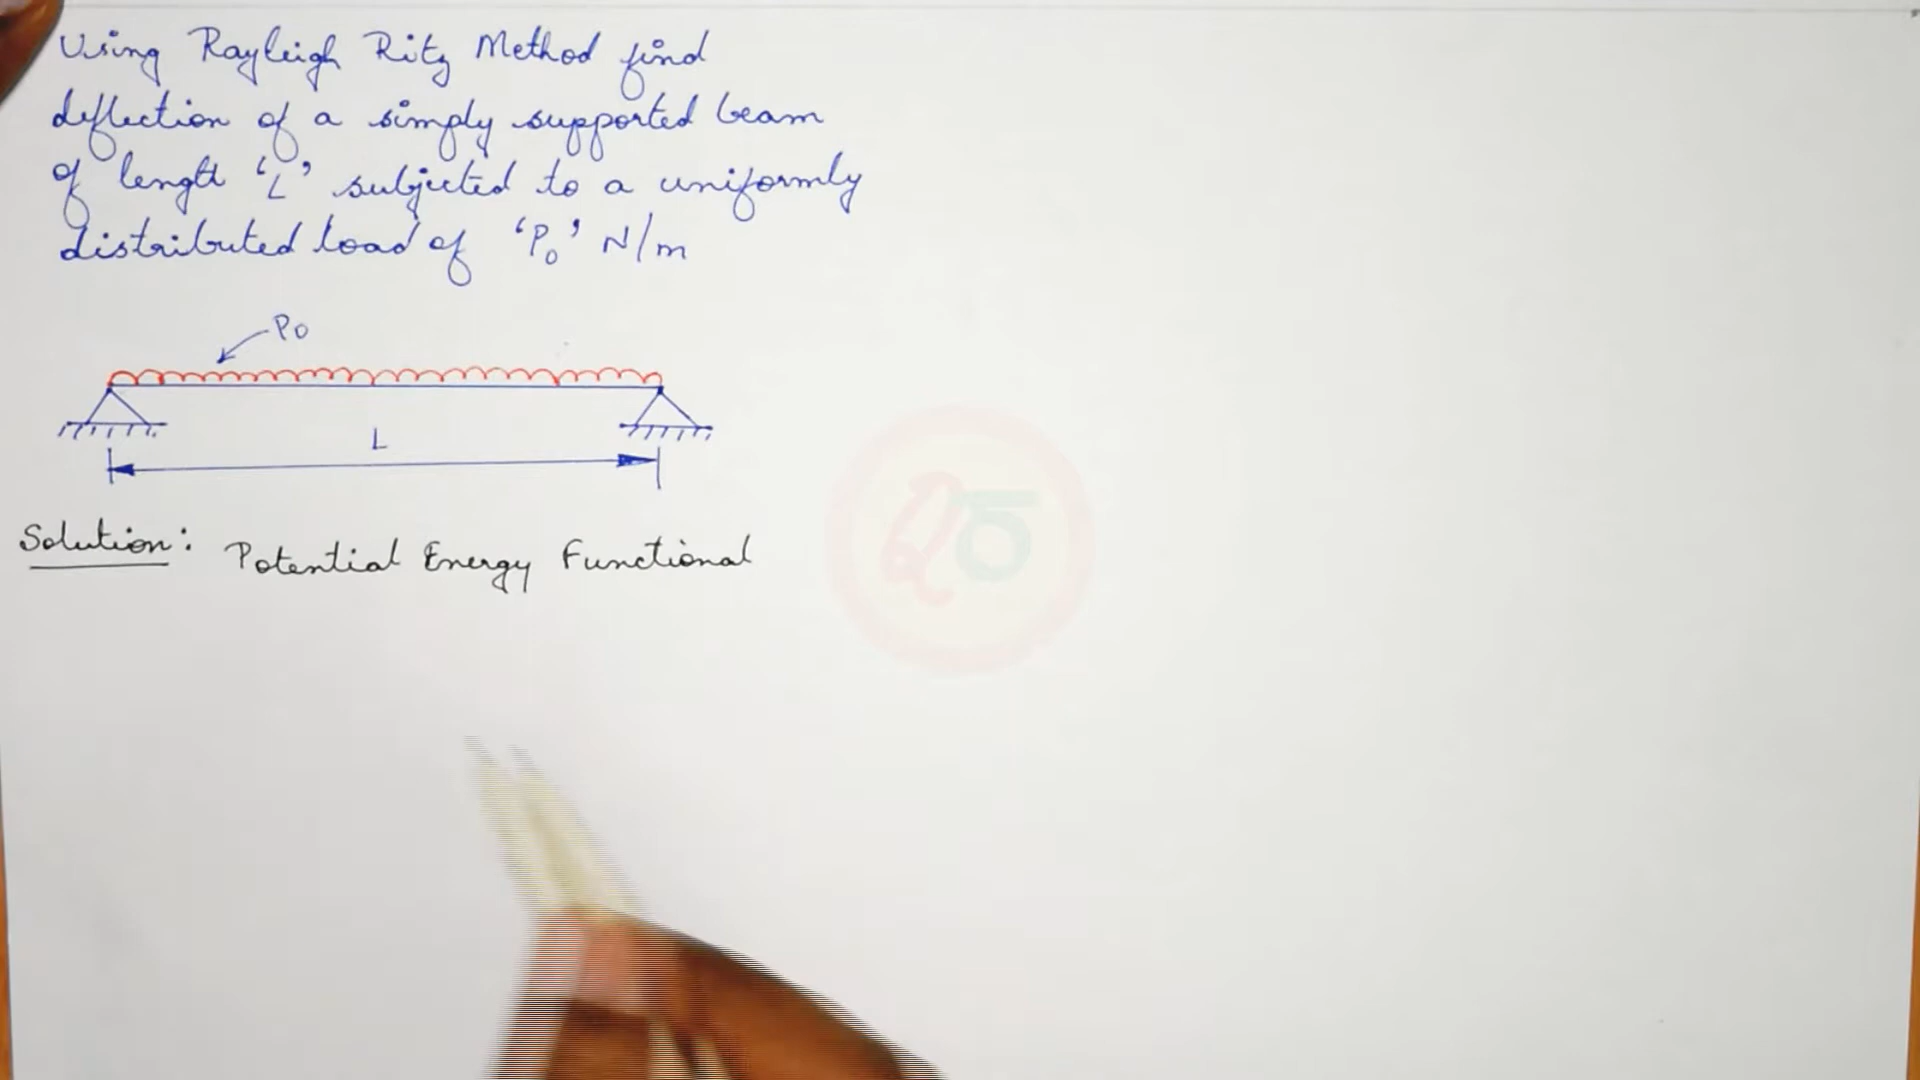 Using Rayleigh Ritz Method find
deflection of a simply supported beam
of length 'L' subjected to a uniformly
distributed load of 'P₀' N/m
P₀
L
Solution: Potential Energy Functional